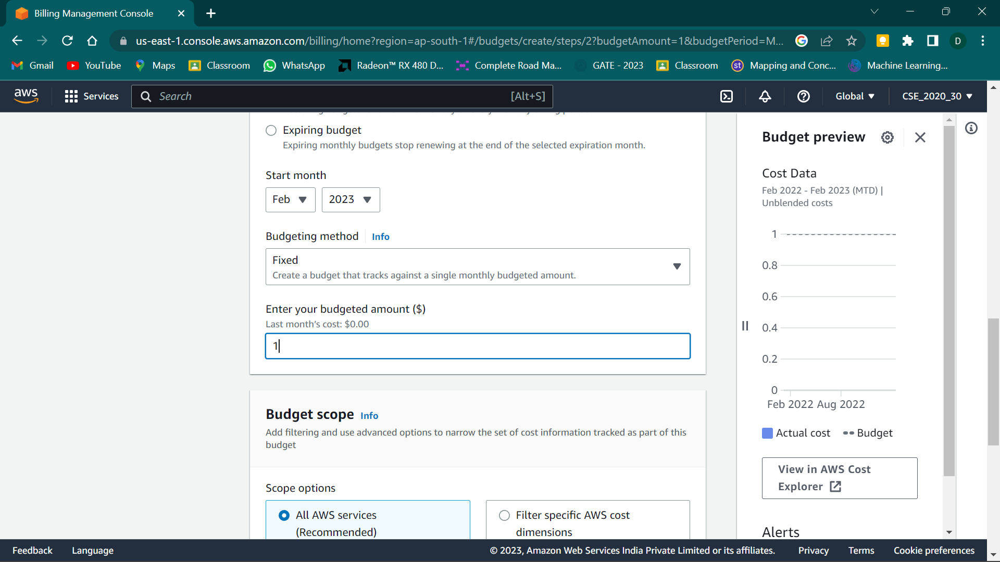 Billing Management Console
us-east-1.console.aws.amazon.com/billing/home?region=ap-south-1#/budgets/create/steps/2?budgetAmount=1&budgetPeriod=M...
D
Gmail
YouTube
Maps
Classroom
WhatsApp
Radeon™ RX 480 D...
Complete Road Ma...
GATE - 2023
Classroom
st
Mapping and Conc...
Machine Learning...
aws
Services
Search
[Alt+S]
Global
CSE_2020_30
Expiring budget
Expiring monthly budgets stop renewing at the end of the selected expiration month.
Start month
Feb
2023
Budgeting method
Info
Fixed
Create a budget that tracks against a single monthly budgeted amount.
Enter your budgeted amount ($)
Last month's cost: $0.00
1
Budget scope Info
Add filtering and use advanced options to narrow the set of cost information tracked as part of this
budget
Scope options
All AWS services
(Recommended)
Filter specific AWS cost
dimensions
Budget preview
Cost Data
Feb 2022 - Feb 2023 (MTD) |
Unblended costs
1
0.8
0.6
0.4
0.2
0
Feb 2022 Aug 2022
Actual cost
Budget
View in AWS Cost
Explorer
Alerts
Feedback
Language
© 2023, Amazon Web Services India Private Limited or its affiliates.
Privacy
Terms
Cookie preferences